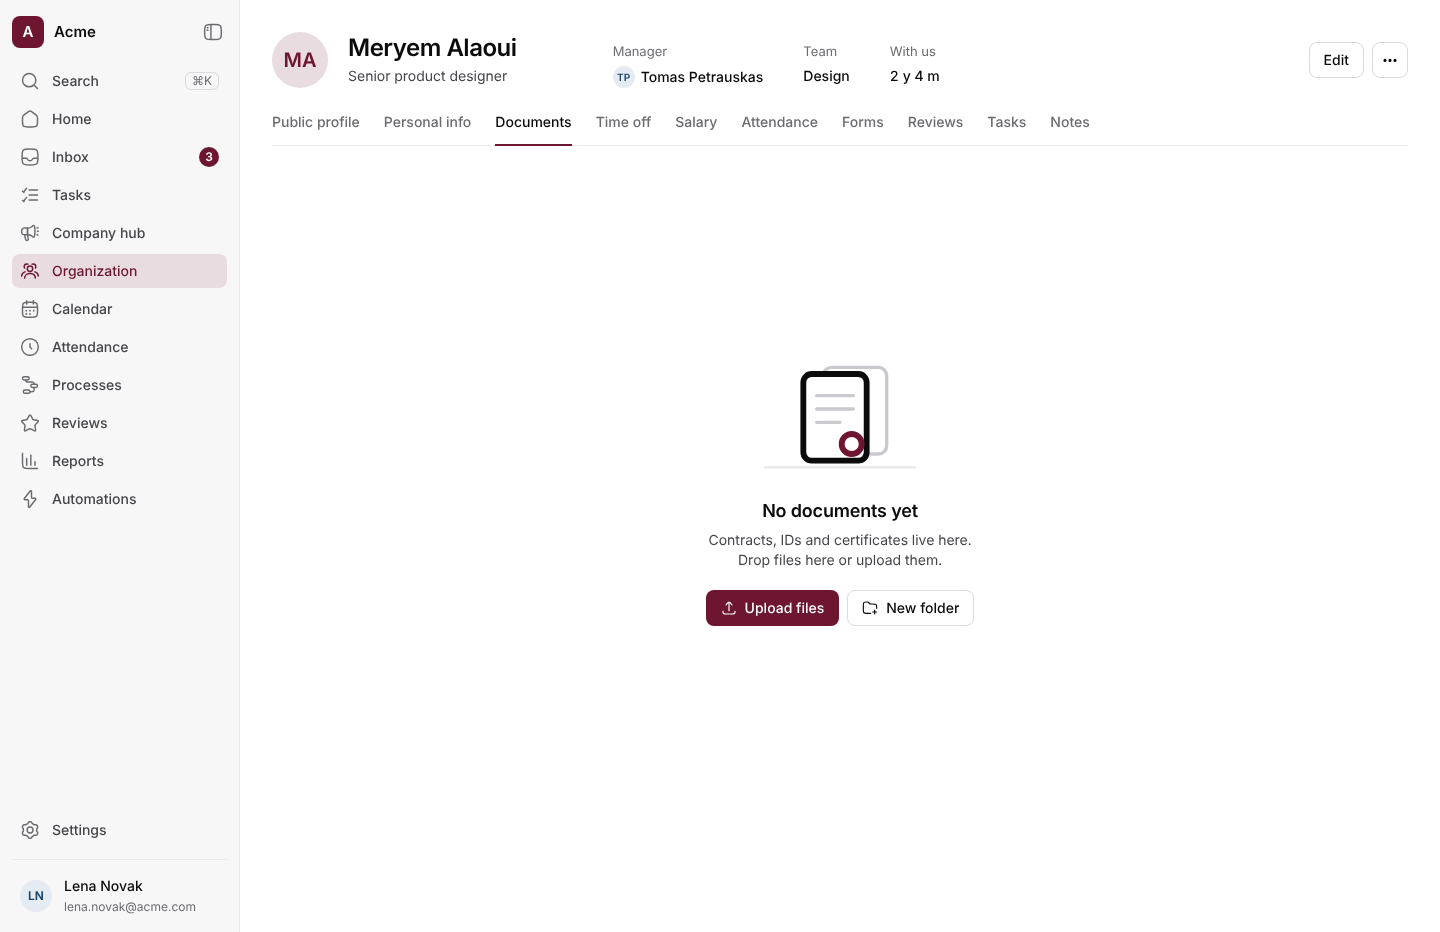 A
Acme
Search
⌘K
Home
Inbox
3
Tasks
Company hub
Organization
Calendar
Attendance
Processes
Reviews
Reports
Automations
Settings
LN
Lena Novak
lena.novak@acme.com
MA
Meryem Alaoui
Senior product designer
Manager
TP
Tomas Petrauskas
Team
Design
With us
2 y 4 m
Edit
Public profile
Personal info
Documents
Time off
Salary
Attendance
Forms
Reviews
Tasks
Notes
No documents yet
Contracts, IDs and certificates live here.
Drop files here or upload them.
Upload files
New folder